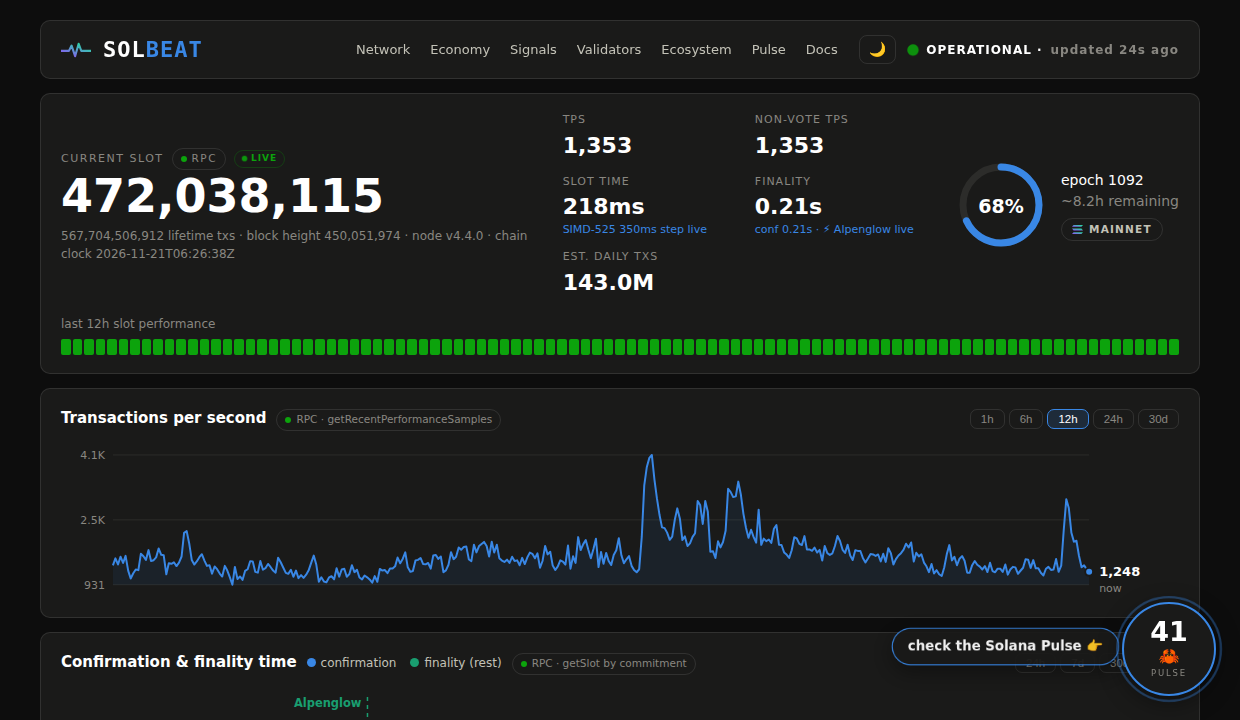 SOLBEAT
Network Economy Signals Validators Ecosystem Pulse Docs
OPERATIONAL · updated 24s ago
CURRENT SLOT RPC LIVE
472,038,115
567,704,506,912 lifetime txs · block height 450,051,974 · node v4.4.0 · chain
clock 2026-11-21T06:26:38Z
TPS
1,353
NON-VOTE TPS
1,353
SLOT TIME
218ms
SIMD-525 350ms step live
FINALITY
0.21s
conf 0.21s · ⚡ Alpenglow live
EST. DAILY TXS
143.0M
68%
epoch 1092
~8.2h remaining
MAINNET
last 12h slot performance
Transactions per second RPC · getRecentPerformanceSamples
1h 6h 12h 24h 30d
4.1K
2.5K
931
1,248
now
Confirmation & finality time confirmation finality (rest) RPC · getSlot by commitment
check the Solana Pulse 👉
41
PULSE
Alpenglow